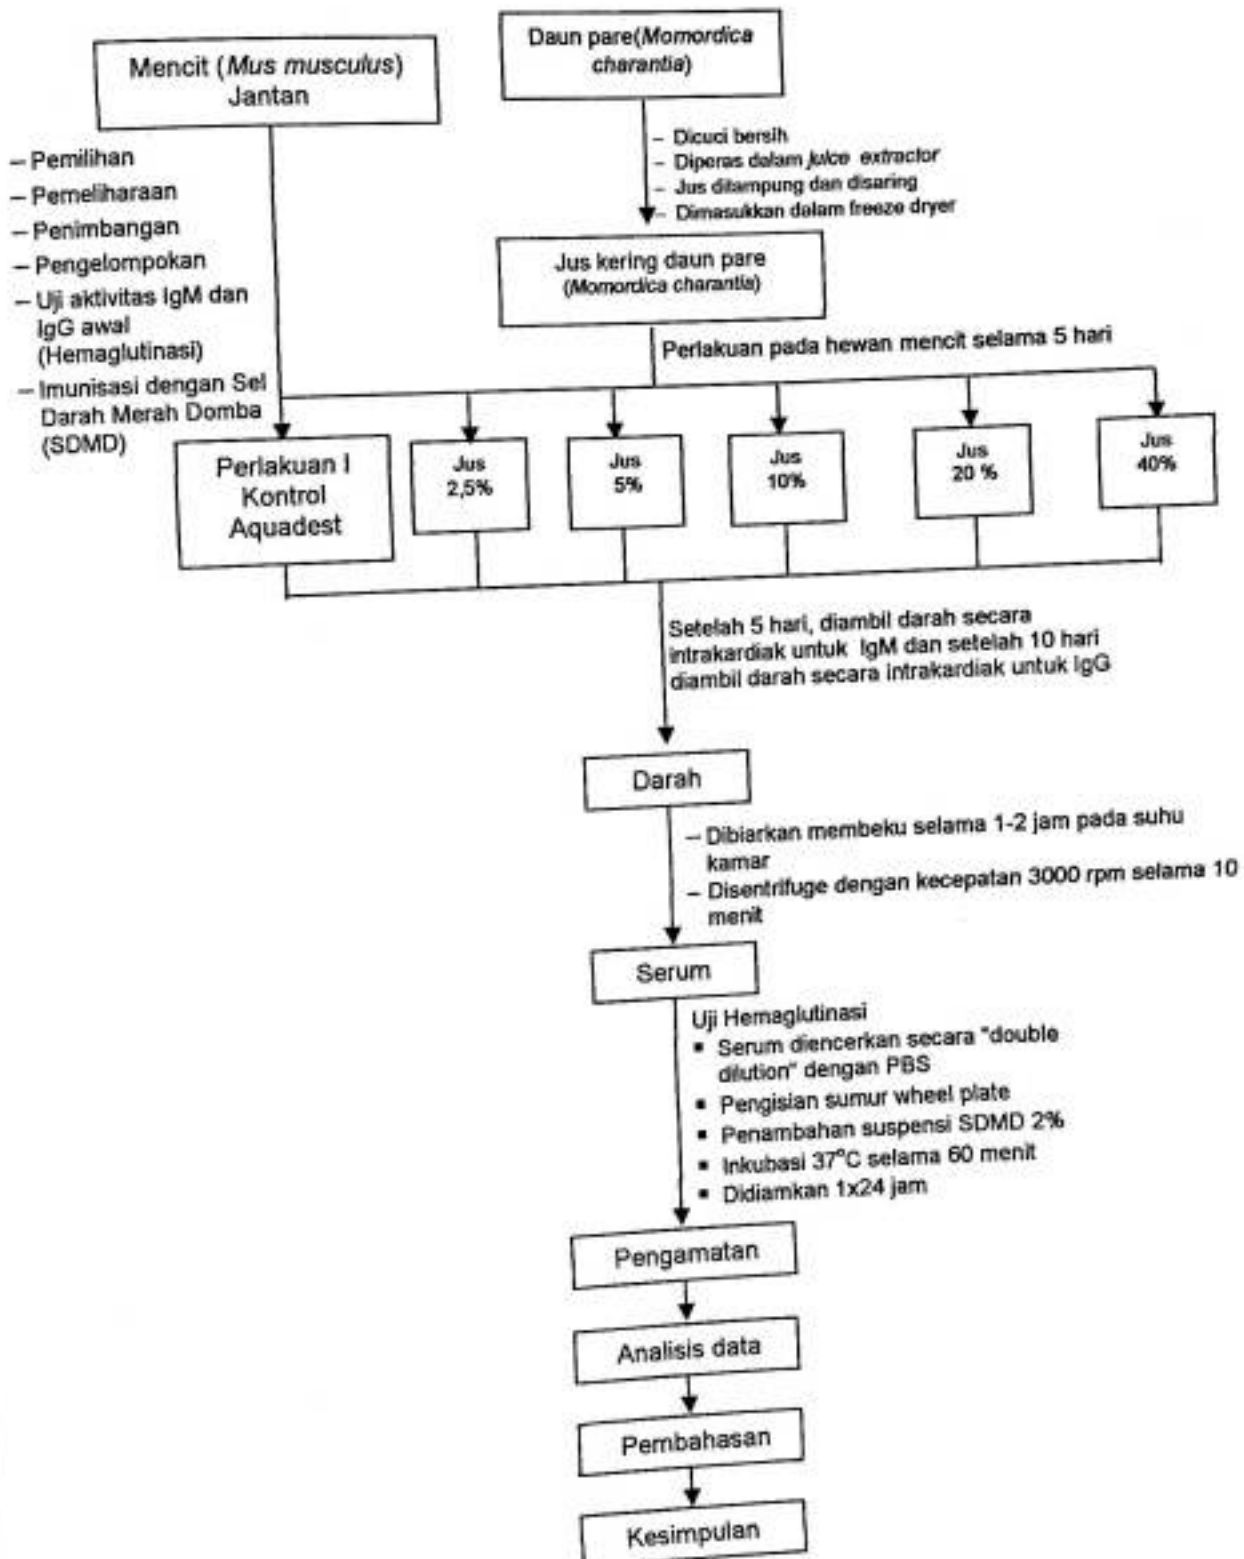 Mencit (Mus musculus)
Jantan
Daun pare(Momordica
charantia)
– Pemilihan
– Pemeliharaan
– Penimbangan
– Pengelompokan
– Uji aktivitas IgM dan
IgG awal
(Hemaglutinasi)
– Imunisasi dengan Sel
Darah Merah Domba
(SDMD)
– Dicuci bersih
– Diperas dalam juice extractor
– Jus ditampung dan disaring
– Dimasukkan dalam freeze dryer
Jus kering daun pare
(Momordica charantia)
Perlakuan pada hewan mencit selama 5 hari
Perlakuan I
Kontrol
Aquadest
Jus
2,5%
Jus
5%
Jus
10%
Jus
20 %
Jus
40%
Setelah 5 hari, diambil darah secara
intrakardiak untuk IgM dan setelah 10 hari
diambil darah secara intrakardiak untuk IgG
Darah
– Dibiarkan membeku selama 1-2 jam pada suhu
kamar
– Disentrifuge dengan kecepatan 3000 rpm selama 10
menit
Serum
Uji Hemaglutinasi
▪ Serum diencerkan secara "double
dilution" dengan PBS
▪ Pengisian sumur wheel plate
▪ Penambahan suspensi SDMD 2%
▪ Inkubasi 37°C selama 60 menit
▪ Didiamkan 1x24 jam
Pengamatan
Analisis data
Pembahasan
Kesimpulan